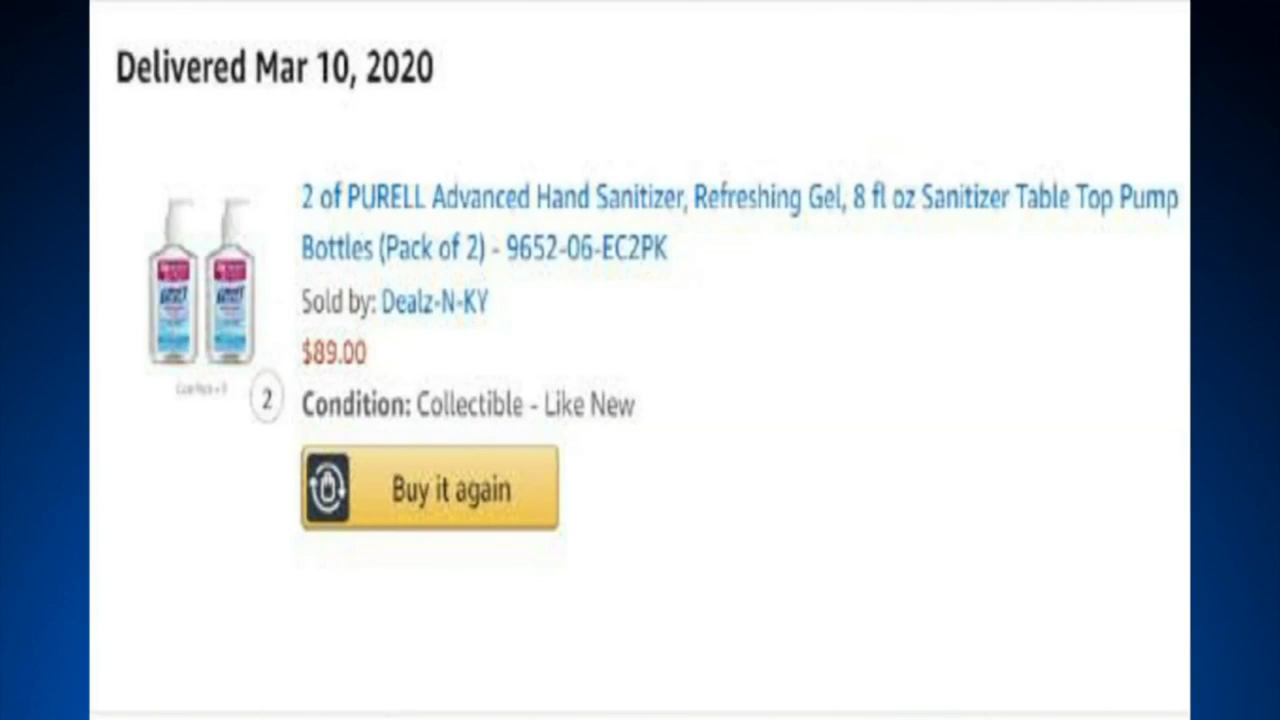 Delivered Mar 10, 2020
2 of PURELL Advanced Hand Sanitizer, Refreshing Gel, 8 fl oz Sanitizer Table Top Pump
Bottles (Pack of 2) - 9652-06-EC2PK
Sold by: Dealz-N-KY
$89.00
2
Condition: Collectible - Like New
Buy it again